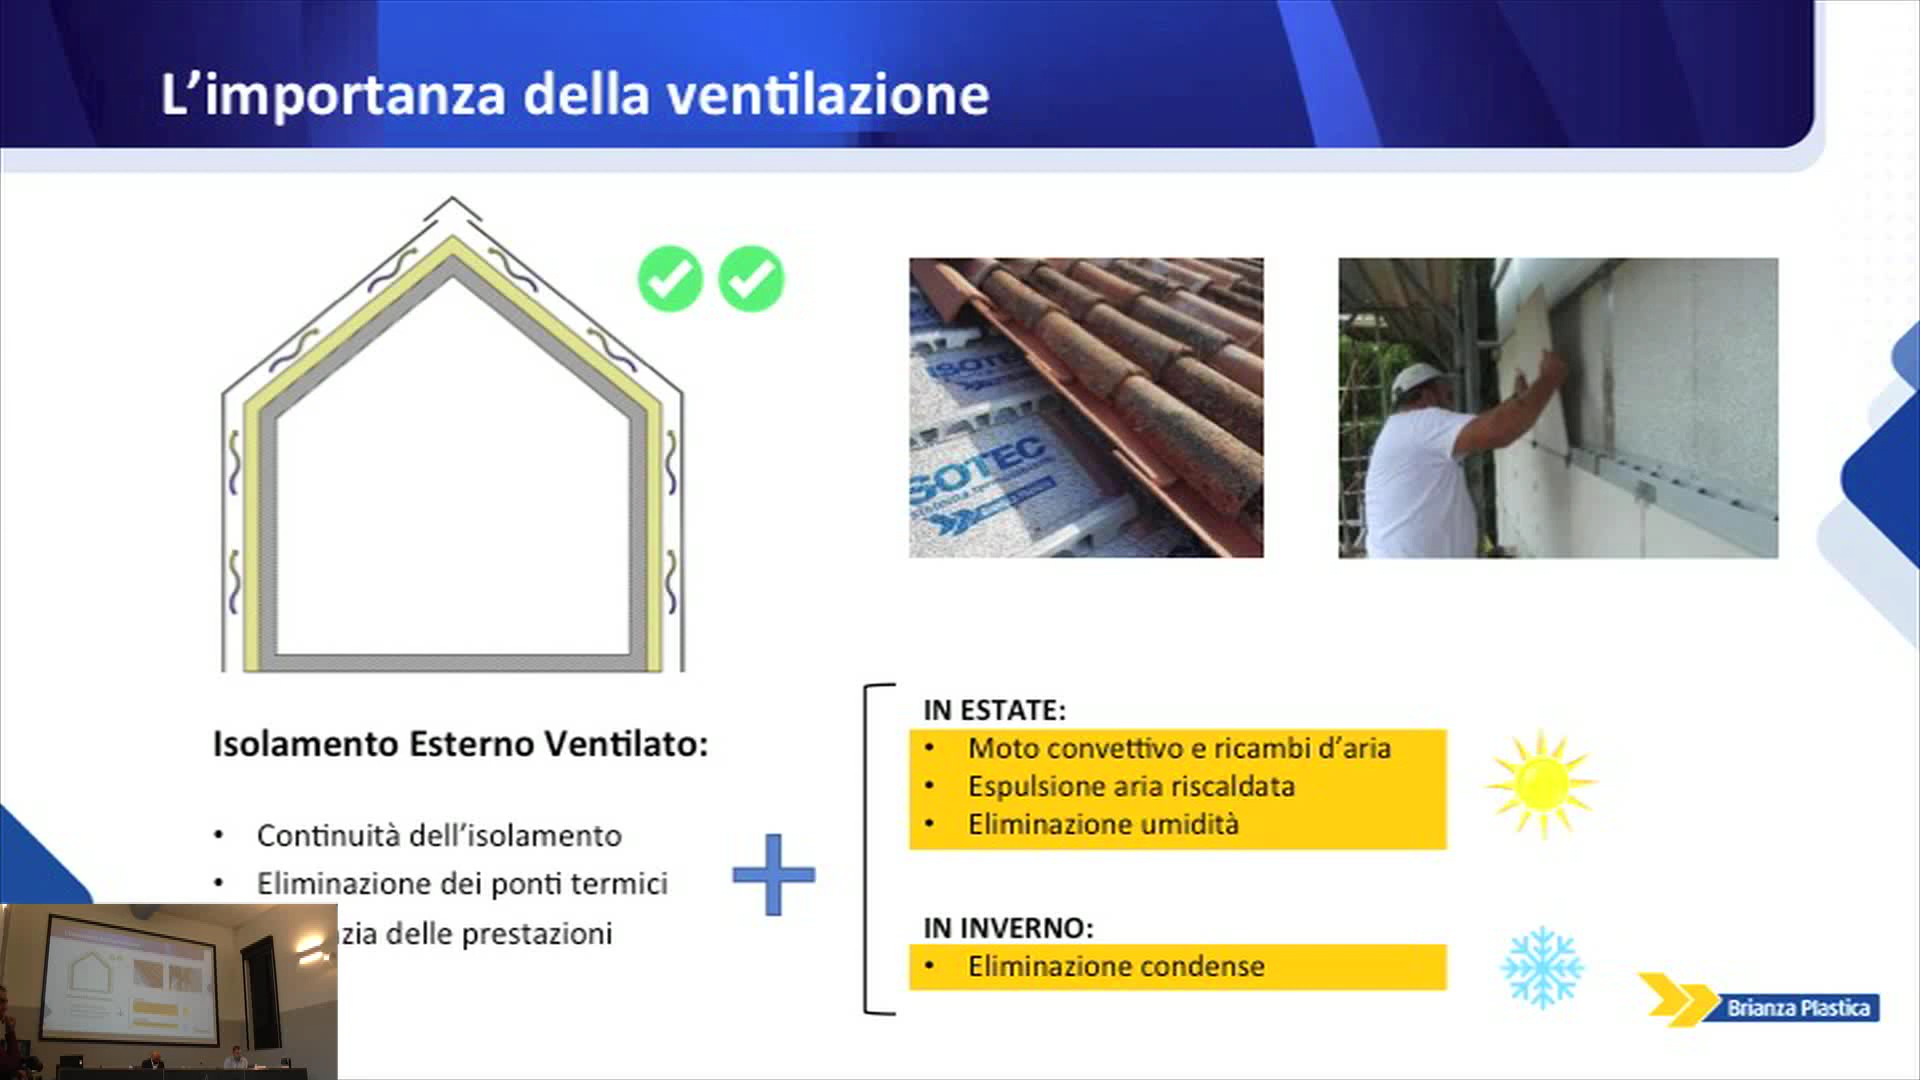 L’importanza della ventilazione
ISOTEC
ISOTEC
Isolamento Esterno Ventilato:
• Continuità dell’isolamento
• Eliminazione dei ponti termici
delle prestazioni
IN ESTATE:
• Moto convettivo e ricambi d’aria
• Espulsione aria riscaldata
• Eliminazione umidità
IN INVERNO:
• Eliminazione condense
Brianza Plastica